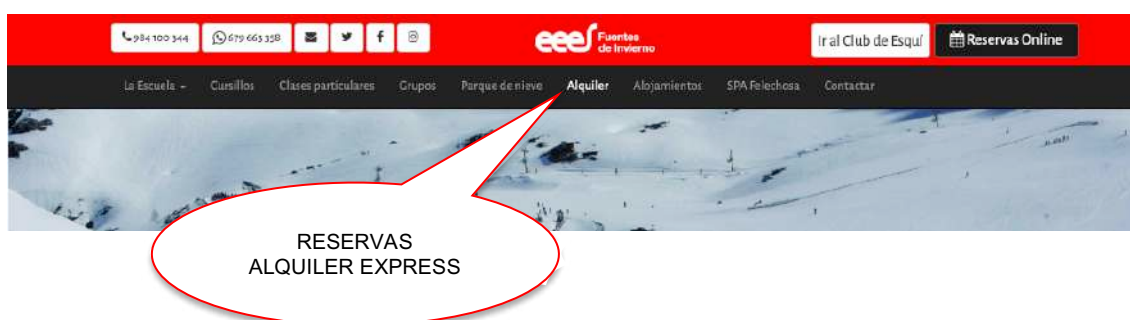 984 100 344
679 663 358
eeef Fuentes
de Invierno
Ir al Club de Esquí
Reservas Online
La Escuela
Cursillos
Clases particulares
Grupos
Parque de nieve
Alquiler
Alojamientos
SPA Felechosa
Contactar
RESERVAS
ALQUILER EXPRESS